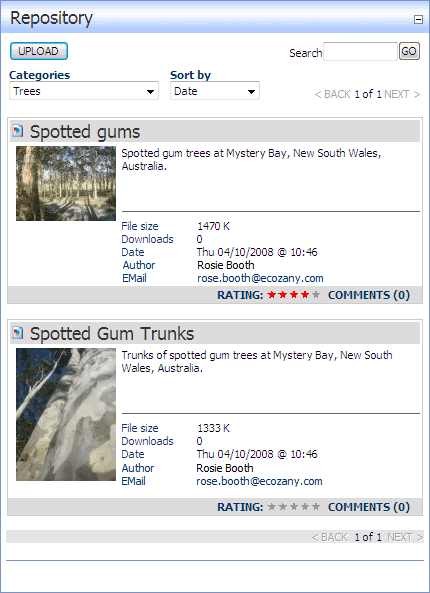 Repository
UPLOAD
Search GO
Categories Sort by
Trees Date < BACK 1 of 1 NEXT >
Spotted gums
Spotted gum trees at Mystery Bay, New South Wales,
Australia.
File size 1470 K
Downloads 0
Date Thu 04/10/2008 @ 10:46
Author Rosie Booth
EMail rose.booth@ecozany.com
RATING: COMMENTS (0)
Spotted Gum Trunks
Trunks of spotted gum trees at Mystery Bay, New South
Wales, Australia.
File size 1333 K
Downloads 0
Date Thu 04/10/2008 @ 10:46
Author Rosie Booth
EMail rose.booth@ecozany.com
RATING: COMMENTS (0)
< BACK 1 of 1 NEXT >